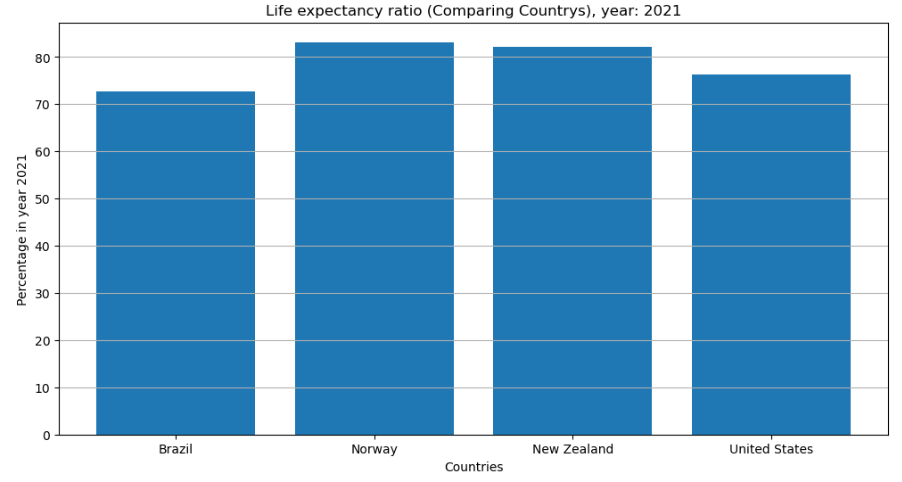 Life expectancy ratio (Comparing Countrys), year: 2021
Percentage in year 2021
80
70
60
50
40
30
20
10
0
Brazil Norway New Zealand United States
Countries